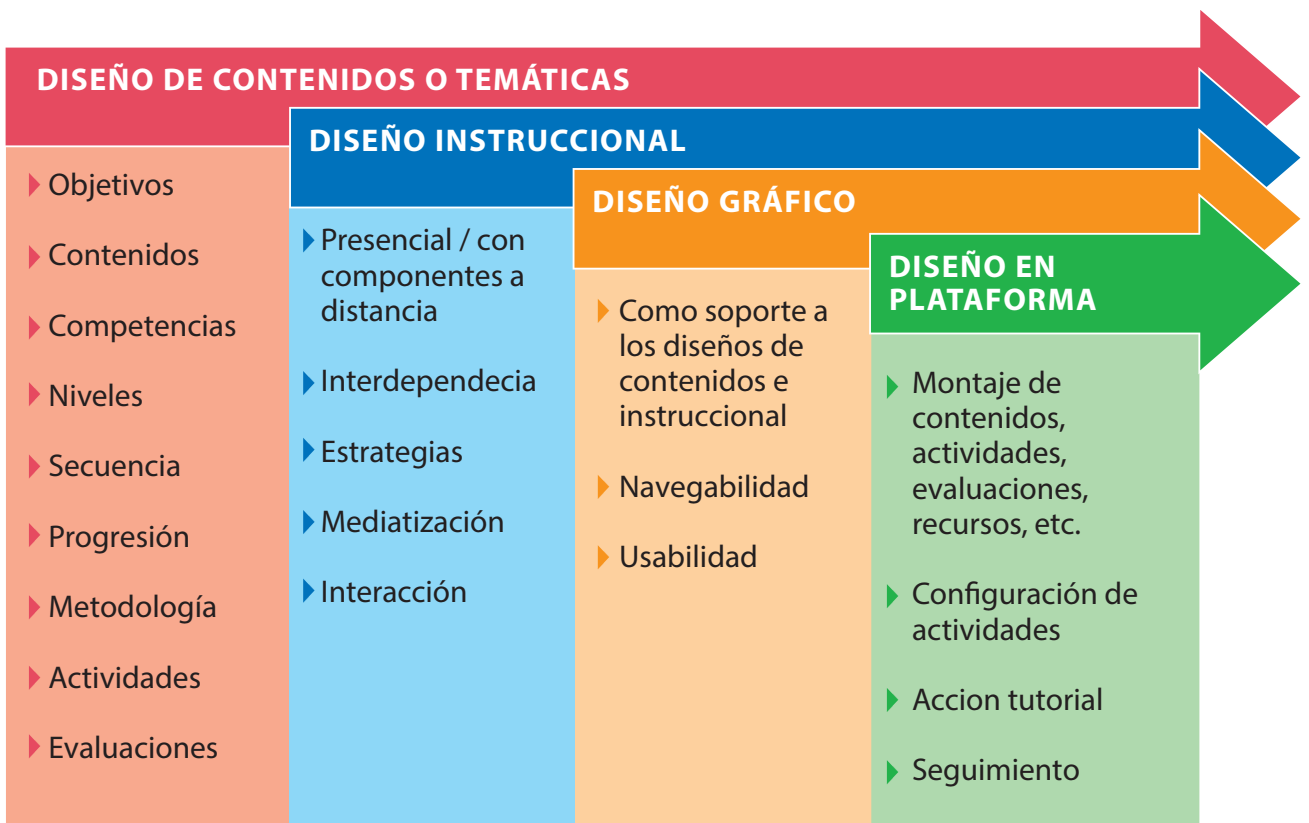 DISEÑO DE CONTENIDOS O TEMÁTICAS
Objetivos
Contenidos
Competencias
Niveles
Secuencia
Progresión
Metodología
Actividades
Evaluaciones
DISEÑO INSTRUCCIONAL
Presencial / con
componentes a
distancia
Interdependecia
Estrategias
Mediatización
Interacción
DISEÑO GRÁFICO
Como soporte a
los diseños de
contenidos e
instruccional
Navegabilidad
Usabilidad
DISEÑO EN
PLATAFORMA
Montaje de
contenidos,
actividades,
evaluaciones,
recursos, etc.
Configuración de
actividades
Accion tutorial
Seguimiento